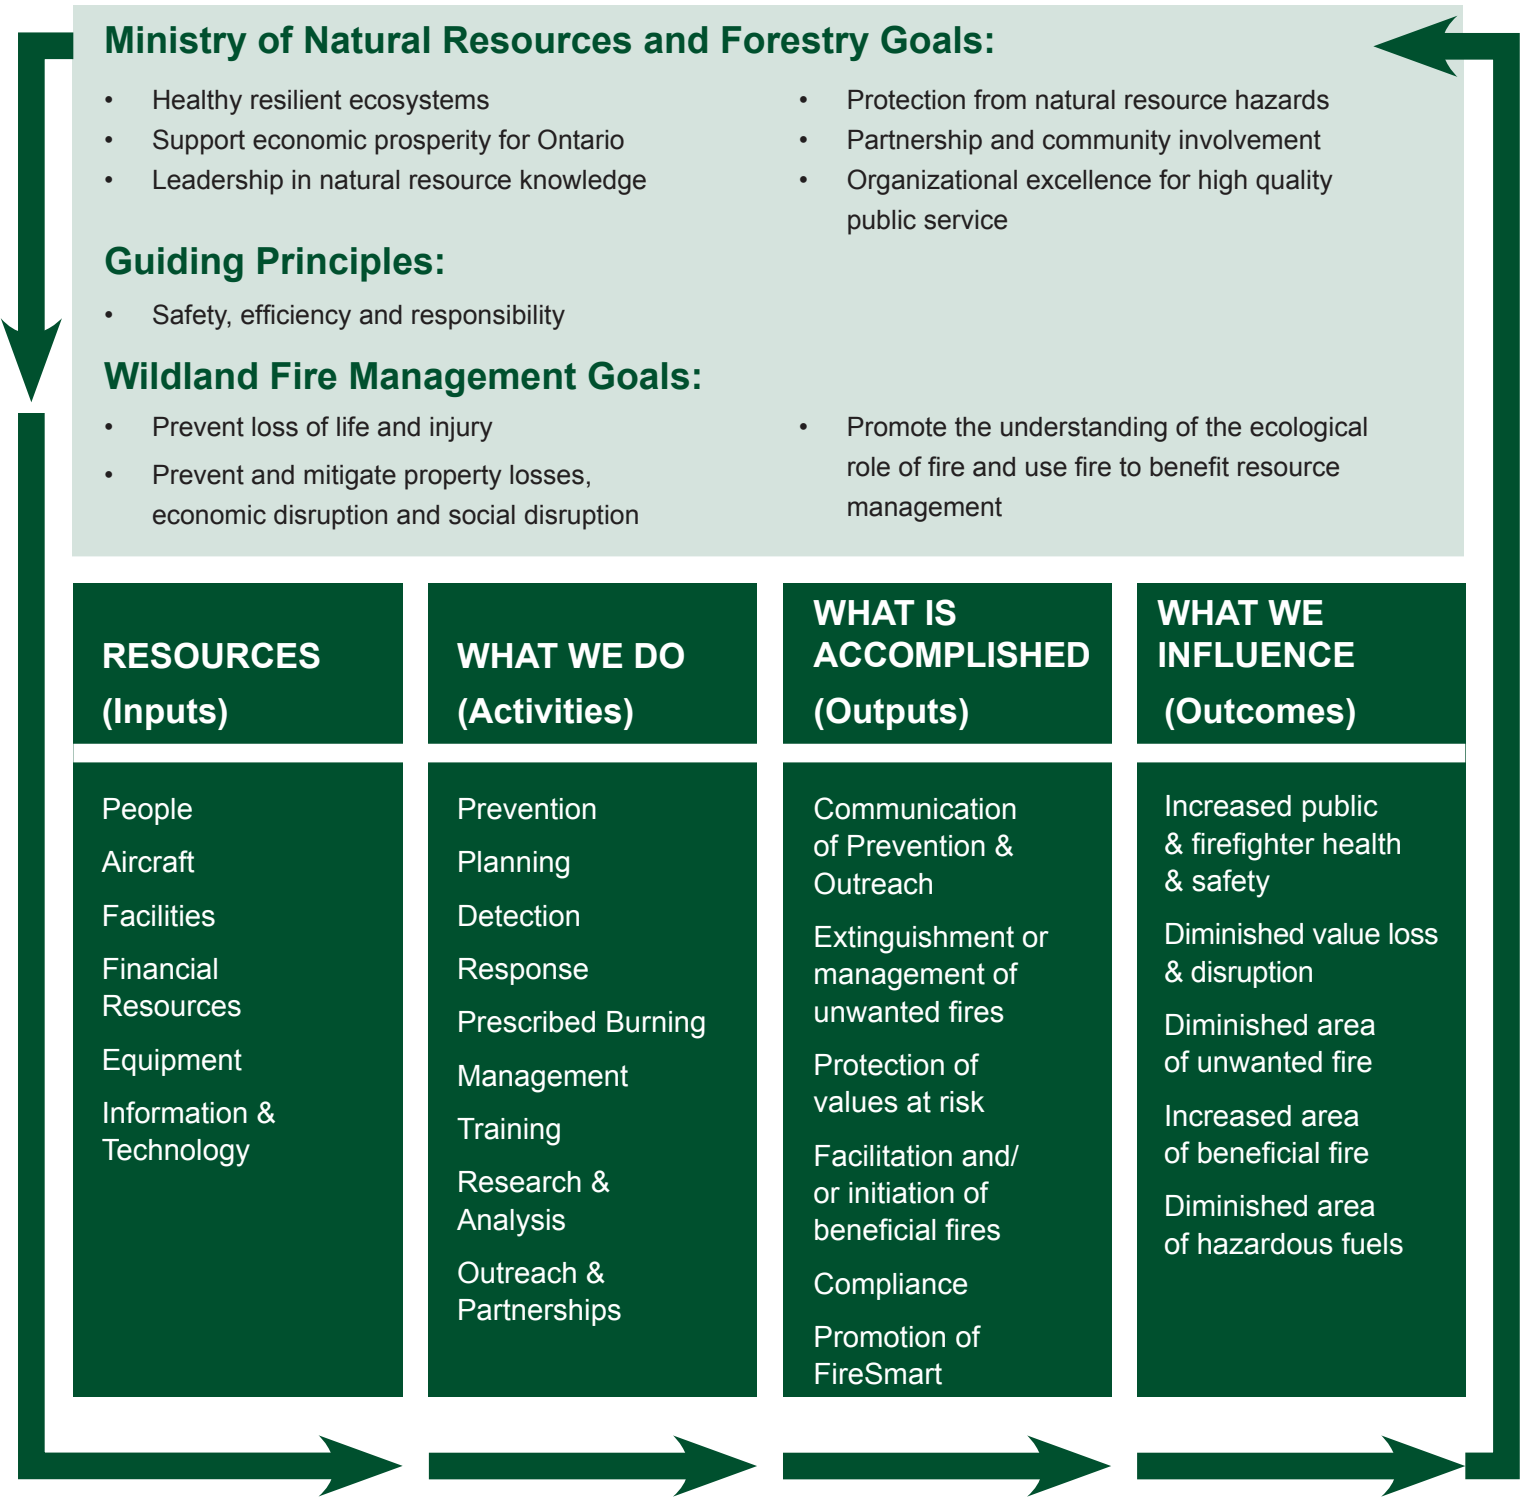 Ministry of Natural Resources and Forestry Goals:
• Healthy resilient ecosystems
• Support economic prosperity for Ontario
• Leadership in natural resource knowledge
• Protection from natural resource hazards
• Partnership and community involvement
• Organizational excellence for high quality
public service
Guiding Principles:
• Safety, efficiency and responsibility
Wildland Fire Management Goals:
• Prevent loss of life and injury
• Prevent and mitigate property losses,
economic disruption and social disruption
• Promote the understanding of the ecological
role of fire and use fire to benefit resource
management
RESOURCES
(Inputs)
People
Aircraft
Facilities
Financial
Resources
Equipment
Information &
Technology
WHAT WE DO
(Activities)
Prevention
Planning
Detection
Response
Prescribed Burning
Management
Training
Research &
Analysis
Outreach &
Partnerships
WHAT IS
ACCOMPLISHED
(Outputs)
Communication
of Prevention &
Outreach
Extinguishment or
management of
unwanted fires
Protection of
values at risk
Facilitation and/
or initiation of
beneficial fires
Compliance
Promotion of
FireSmart
WHAT WE
INFLUENCE
(Outcomes)
Increased public
& firefighter health
& safety
Diminished value loss
& disruption
Diminished area
of unwanted fire
Increased area
of beneficial fire
Diminished area
of hazardous fuels